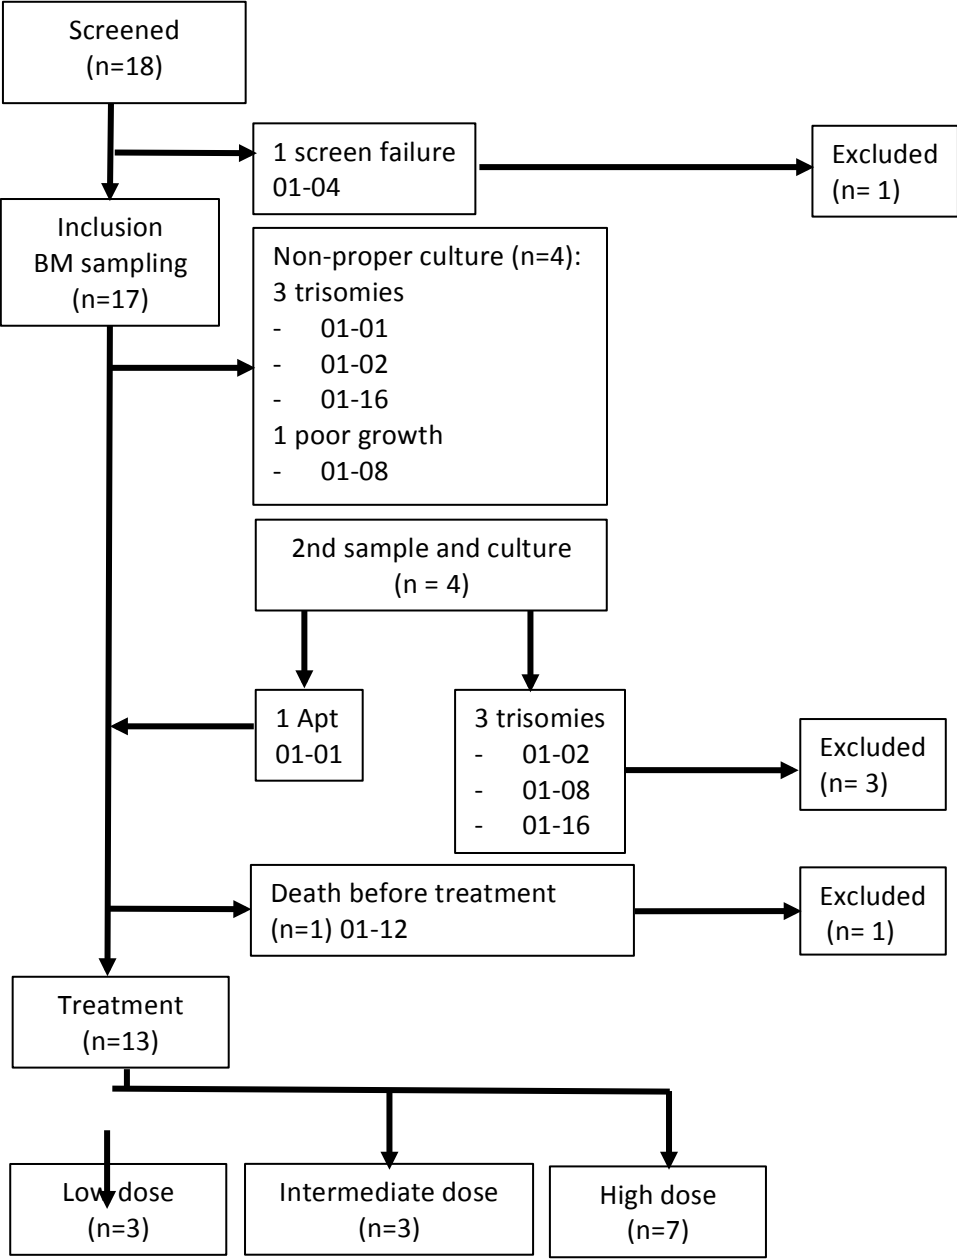 Screened
(n=18)
1 screen failure
01-04
Excluded
(n= 1)
Inclusion
BM sampling
(n=17)
Non-proper culture (n=4):
3 trisomies
- 01-01
- 01-02
- 01-16
1 poor growth
- 01-08
2nd sample and culture
(n = 4)
1 Apt
01-01
3 trisomies
- 01-02
- 01-08
- 01-16
Excluded
(n= 3)
Death before treatment
(n=1) 01-12
Excluded
(n= 1)
Treatment
(n=13)
Low dose
(n=3)
Intermediate dose
(n=3)
High dose
(n=7)